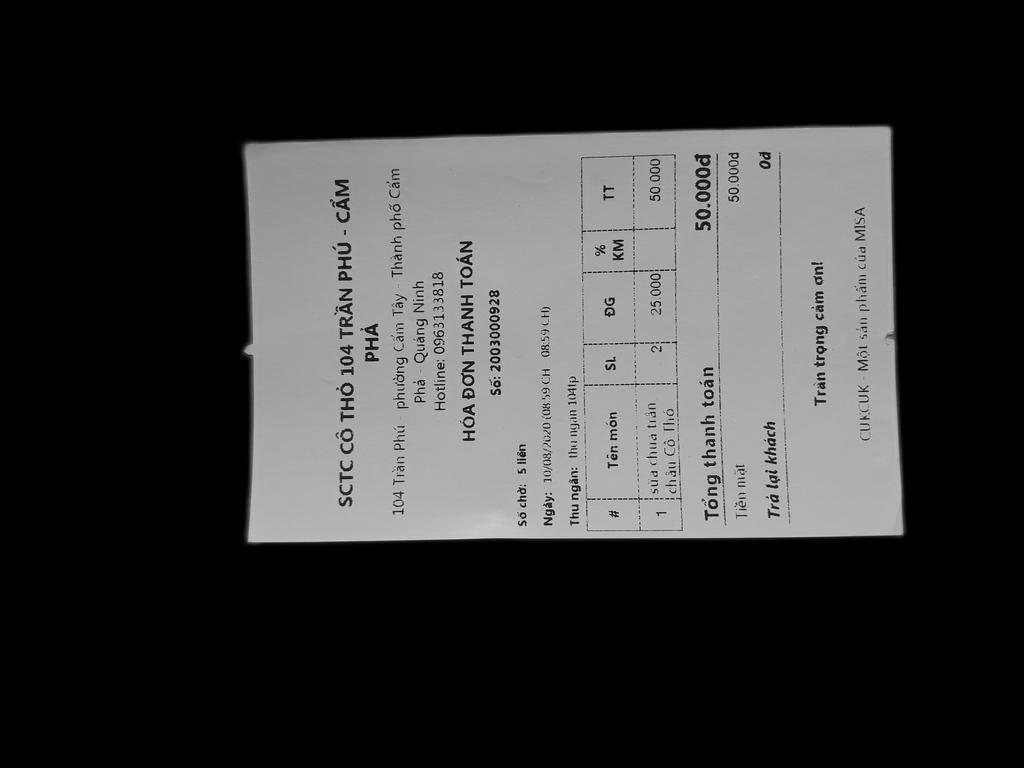 SCTC CÔ THỎ 104 TRẦN PHÚ - CẨM
PHẢ
104 Trần Phú - phường Cẩm Tây - Thành phố Cẩm
Phả - Quảng Ninh
Hotline: 0963133818
HÓA ĐƠN THANH TOÁN
Số: 2003000928
Số chờ: 5 liên
Ngày: 10/08/2020 (08:59 CH - 08:59 CH)
Thu ngân: thu ngan 104tp
# Tên món SL ĐG % KM TT
1 sữa chua trân châu Cô Thỏ 2 25.000 50.000
Tổng thanh toán 50.000đ
Tiền mặt 50.000đ
Trả lại khách 0đ
Trân trọng cảm ơn!
CUKCUK - Một sản phẩm của MISA